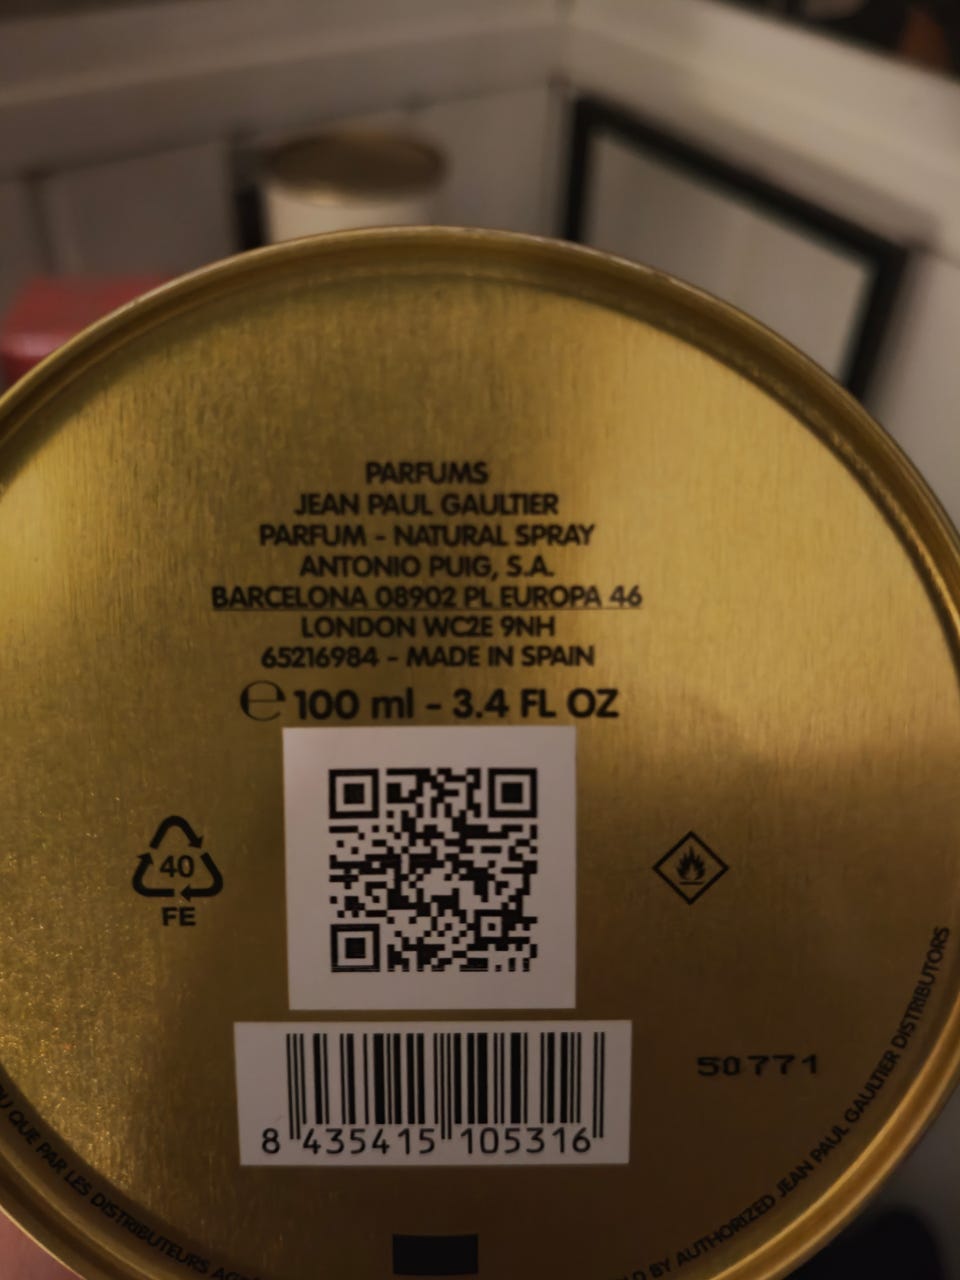 PARFUMS
JEAN PAUL GAULTIER
PARFUM - NATURAL SPRAY
ANTONIO PUIG, S.A.
BARCELONA 08902 PL EUROPA 46
LONDON WC2E 9NH
65216984 - MADE IN SPAIN
℮ 100 ml - 3.4 FL OZ
40
FE
50771
8 435415 105316
QUE PAR LES DISTRIBUTEURS
BY AUTHORIZED JEAN PAUL GAULTIER DISTRIBUTORS